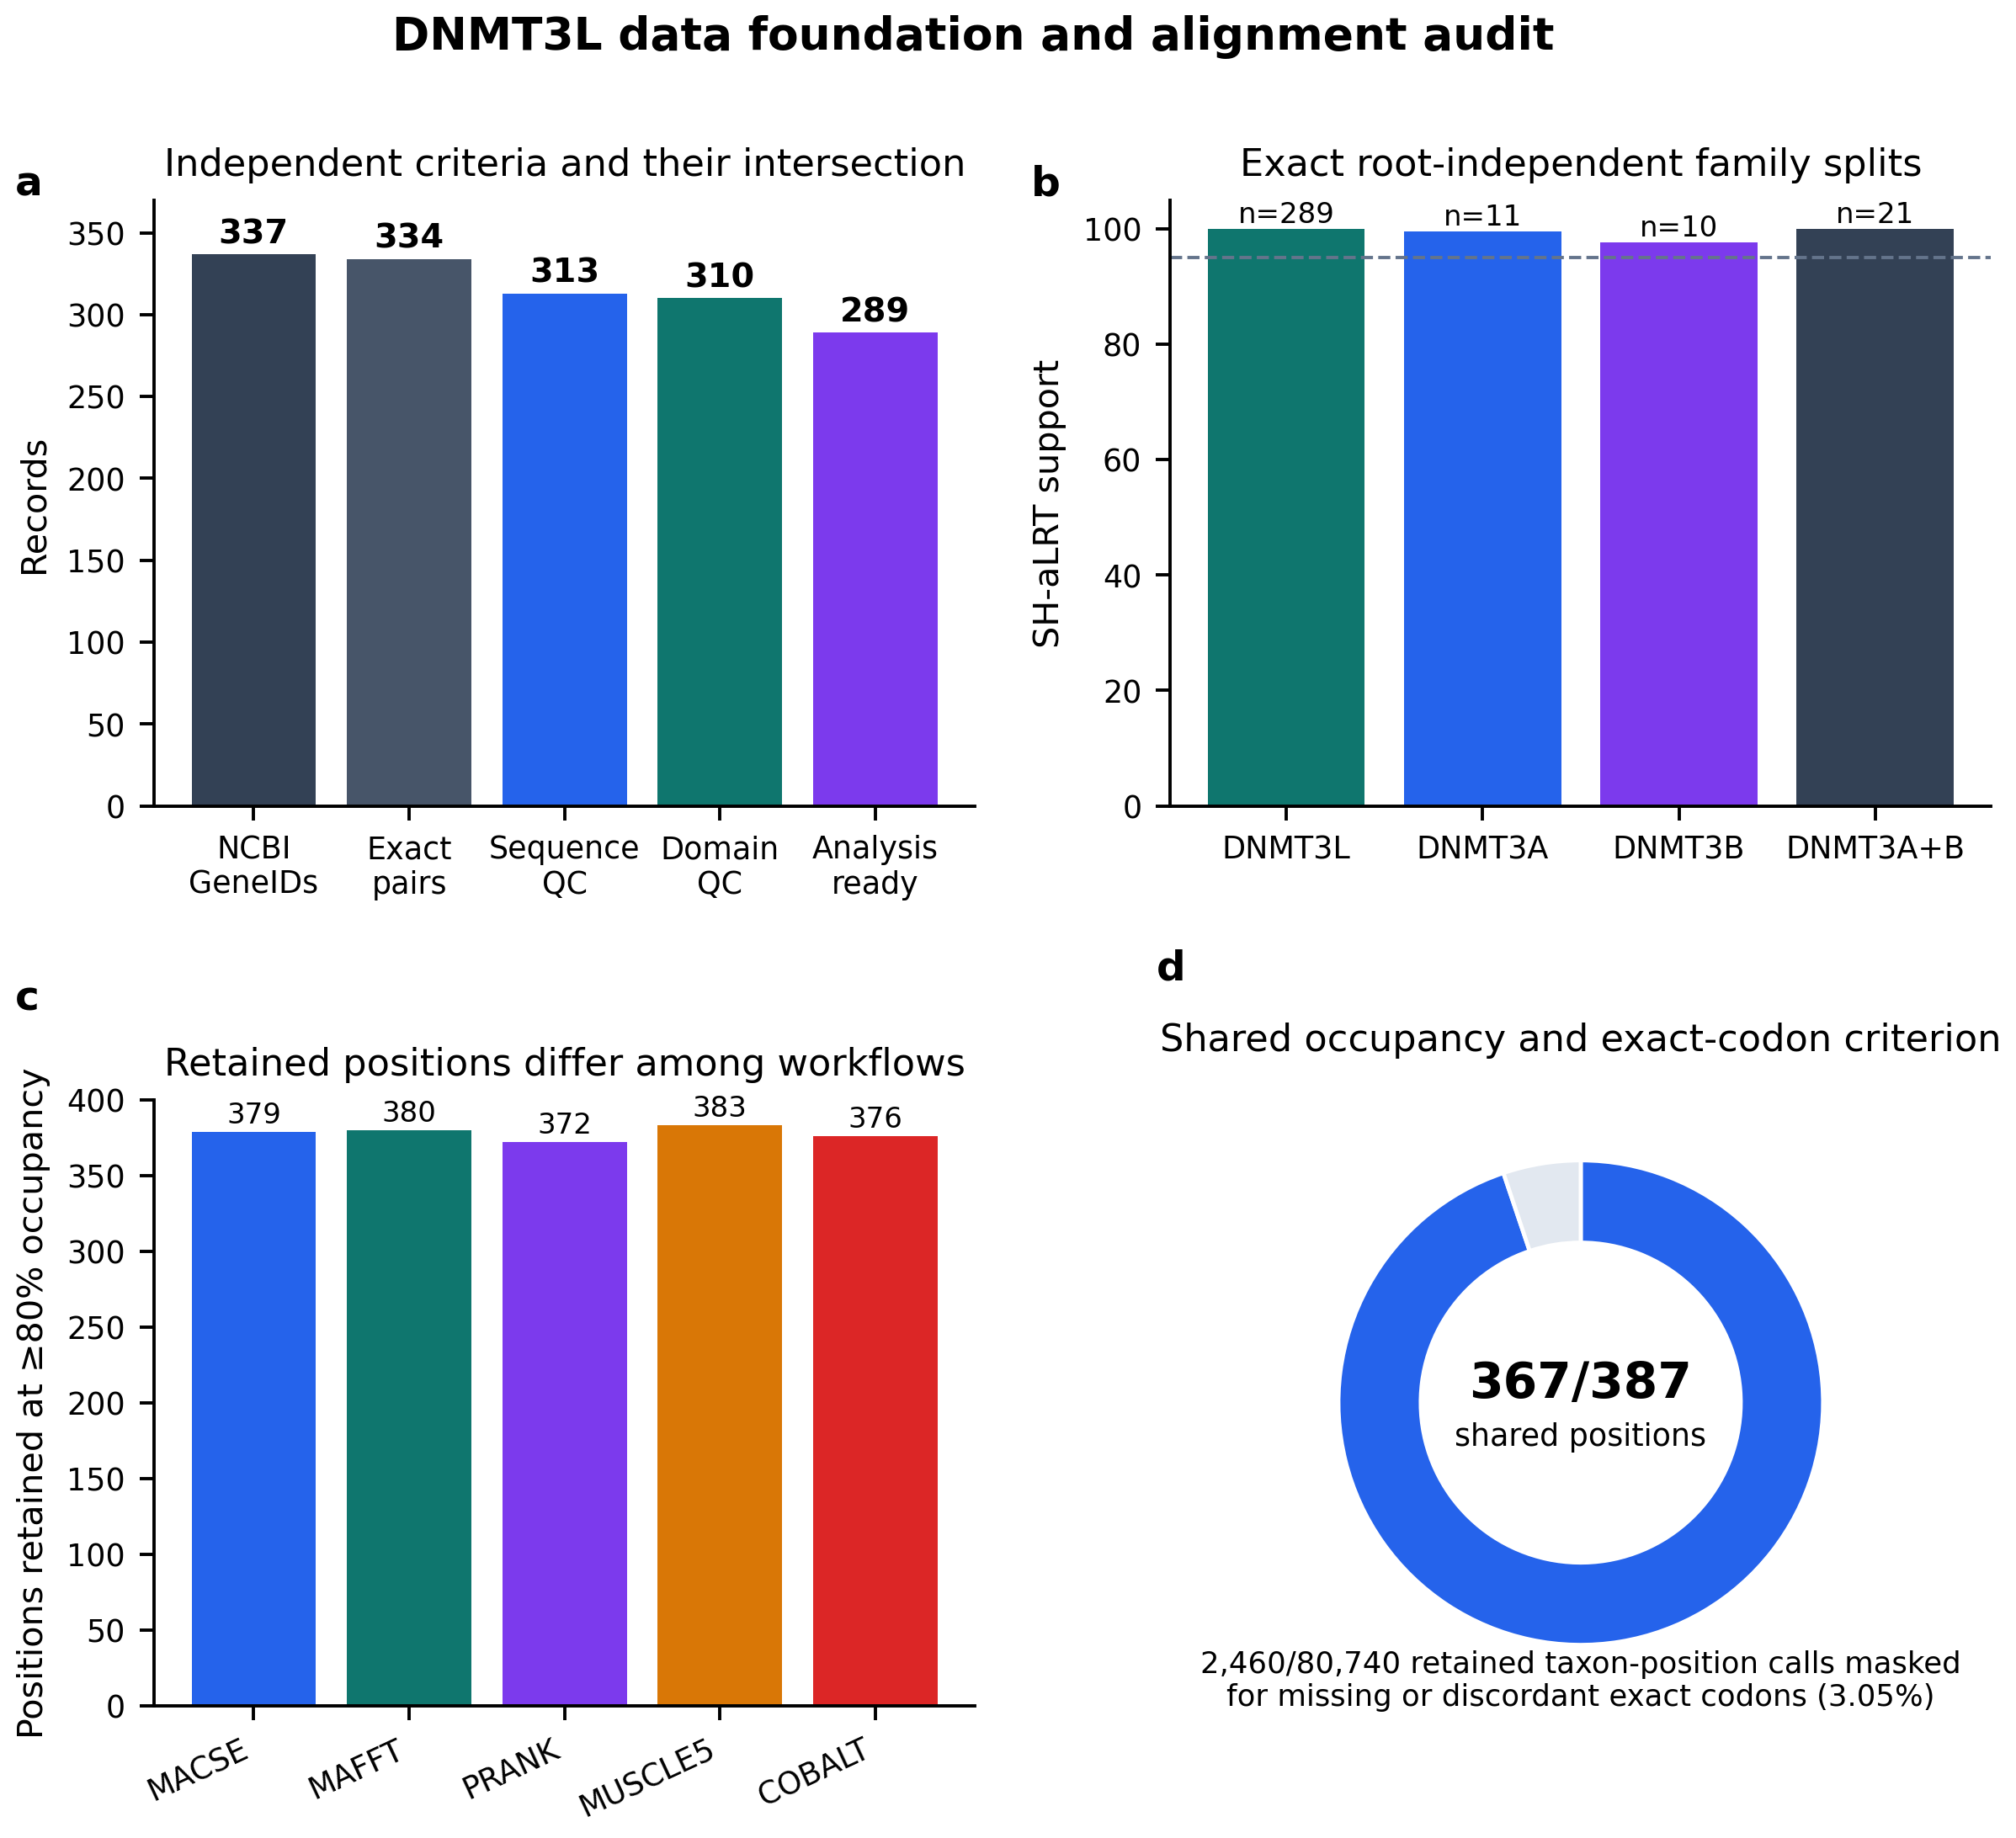 DNMT3L data foundation and alignment audit
a
Independent criteria and their intersection
Records
350
300
250
200
150
100
50
0
337
334
313
310
289
NCBI
GeneIDs
Exact
pairs
Sequence
QC
Domain
QC
Analysis
ready
b
Exact root-independent family splits
SH-aLRT support
100
80
60
40
20
0
n=289
n=11
n=10
n=21
DNMT3L
DNMT3A
DNMT3B
DNMT3A+B
c
Retained positions differ among workflows
Positions retained at ≥80% occupancy
400
350
300
250
200
150
100
50
0
379
380
372
383
376
MACSE
MAFFT
PRANK
MUSCLE5
COBALT
d
Shared occupancy and exact-codon criterion
367/387
shared positions
2,460/80,740 retained taxon-position calls masked
for missing or discordant exact codons (3.05%)